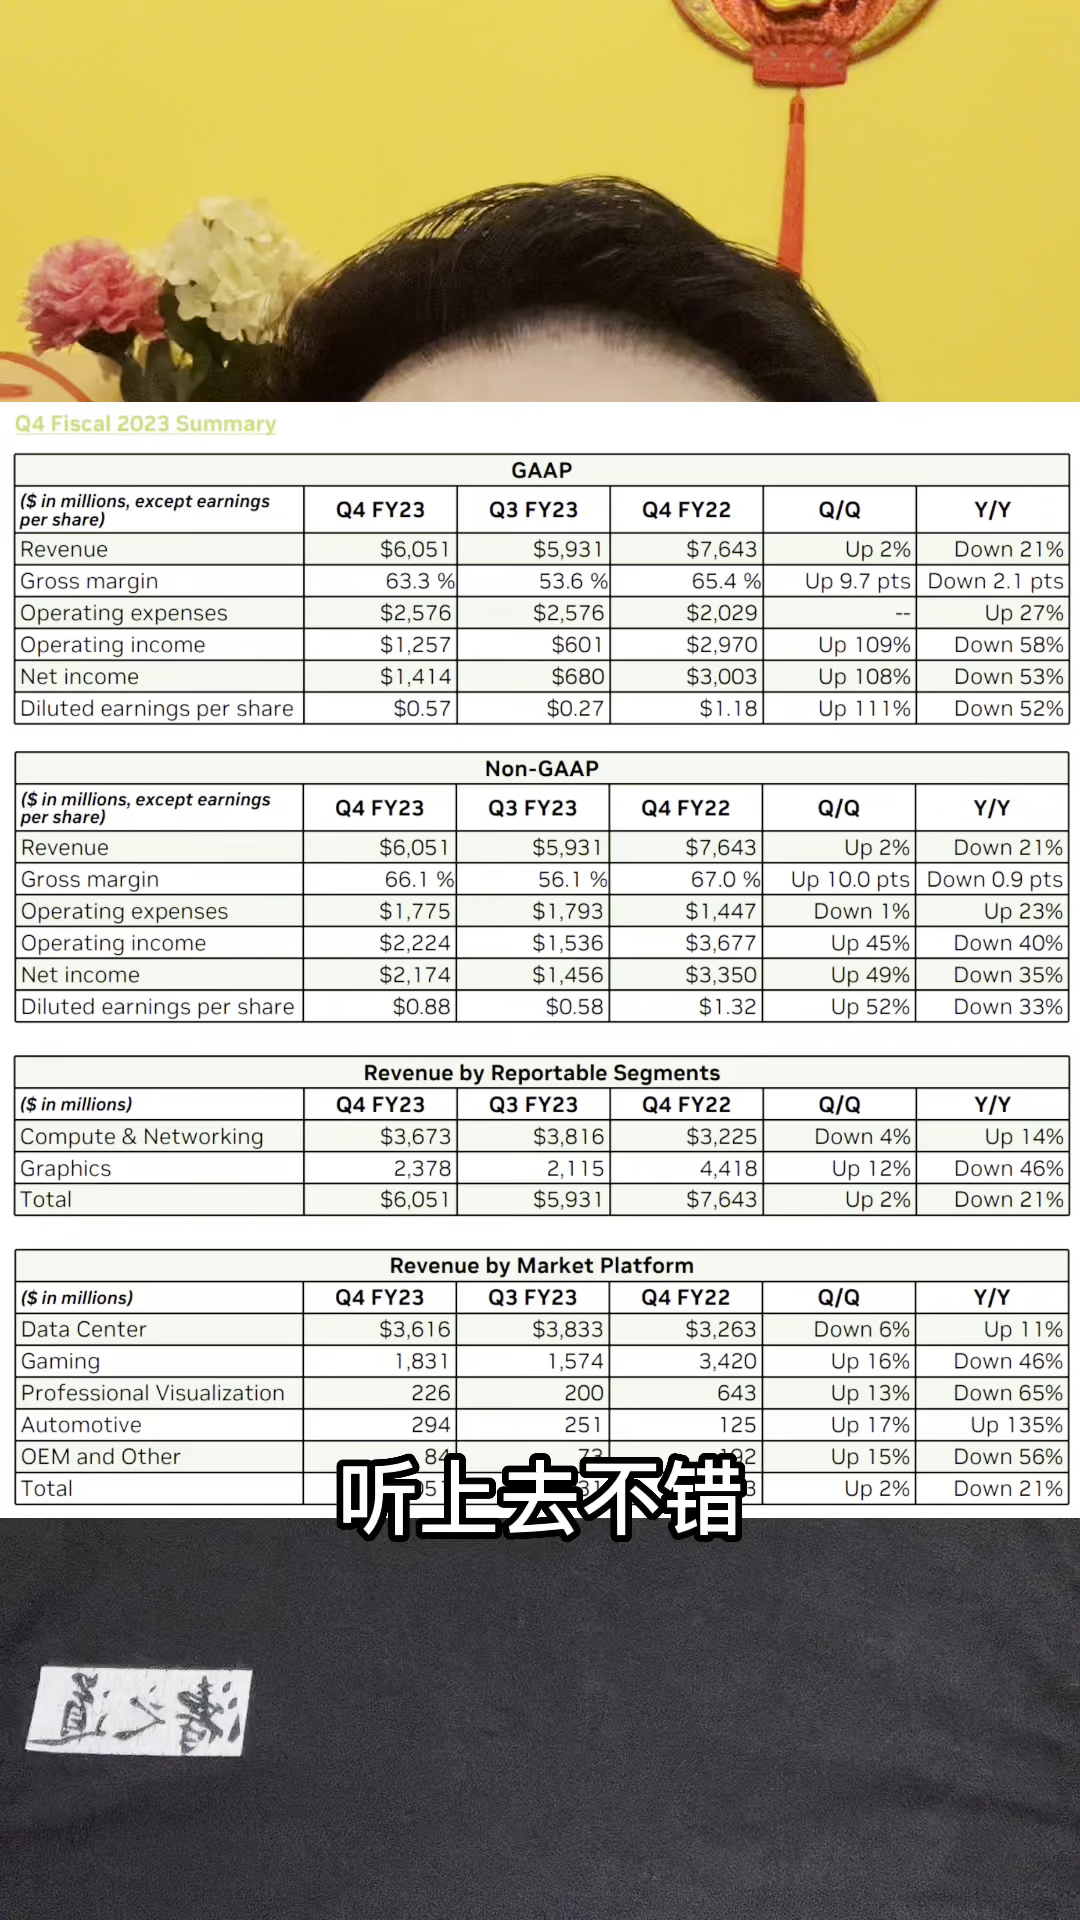 Q4 Fiscal 2023 Summary
GAAP
($ in millions, except earnings per share) Q4 FY23 Q3 FY23 Q4 FY22 Q/Q Y/Y
Revenue $6,051 $5,931 $7,643 Up 2% Down 21%
Gross margin 63.3 % 53.6 % 65.4 % Up 9.7 pts Down 2.1 pts
Operating expenses $2,576 $2,576 $2,029 -- Up 27%
Operating income $1,257 $601 $2,970 Up 109% Down 58%
Net income $1,414 $680 $3,003 Up 108% Down 53%
Diluted earnings per share $0.57 $0.27 $1.18 Up 111% Down 52%
Non-GAAP
($ in millions, except earnings per share) Q4 FY23 Q3 FY23 Q4 FY22 Q/Q Y/Y
Revenue $6,051 $5,931 $7,643 Up 2% Down 21%
Gross margin 66.1 % 56.1 % 67.0 % Up 10.0 pts Down 0.9 pts
Operating expenses $1,775 $1,793 $1,447 Down 1% Up 23%
Operating income $2,224 $1,536 $3,677 Up 45% Down 40%
Net income $2,174 $1,456 $3,350 Up 49% Down 35%
Diluted earnings per share $0.88 $0.58 $1.32 Up 52% Down 33%
Revenue by Reportable Segments
($ in millions) Q4 FY23 Q3 FY23 Q4 FY22 Q/Q Y/Y
Compute & Networking $3,673 $3,816 $3,225 Down 4% Up 14%
Graphics 2,378 2,115 4,418 Up 12% Down 46%
Total $6,051 $5,931 $7,643 Up 2% Down 21%
Revenue by Market Platform
($ in millions) Q4 FY23 Q3 FY23 Q4 FY22 Q/Q Y/Y
Data Center $3,616 $3,833 $3,263 Down 6% Up 11%
Gaming 1,831 1,574 3,420 Up 16% Down 46%
Professional Visualization 226 200 643 Up 13% Down 65%
Automotive 294 251 125 Up 17% Up 135%
OEM and Other 84 73 192 Up 15% Down 56%
Total Up 2% Down 21%
听上去不错